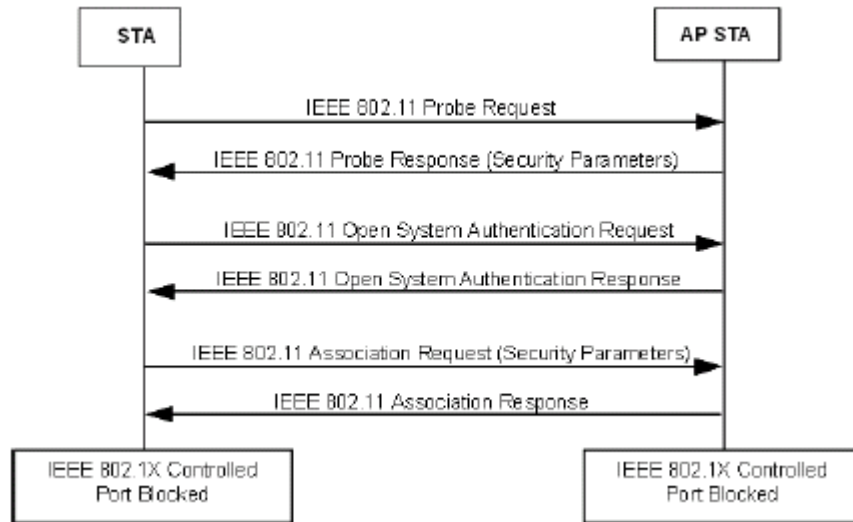 STA
AP STA
IEEE 802.11 Probe Request
IEEE 802.11 Probe Response (Security Parameters)
IEEE 802.11 Open System Authentication Request
IEEE 802.11 Open System Authentication Response
IEEE 802.11 Association Request (Security Parameters)
IEEE 802.11 Association Response
IEEE 802.1X Controlled
Port Blocked
IEEE 802.1X Controlled
Port Blocked